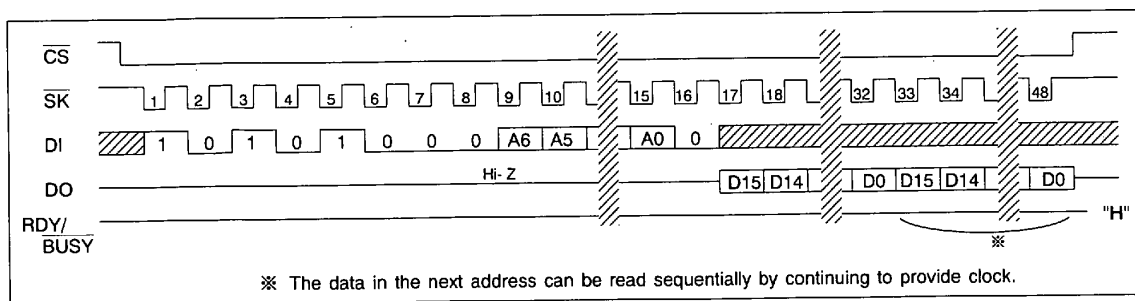 CS
SK 1 2 3 4 5 6 7 8 9 10 15 16 17 18 32 33 34 48
DI 1 0 1 0 1 0 0 0 A6 A5 A0 0
DO Hi-Z D15 D14 D0 D15 D14 D0
RDY/
BUSY "H"
※
※ The data in the next address can be read sequentially by continuing to provide clock.